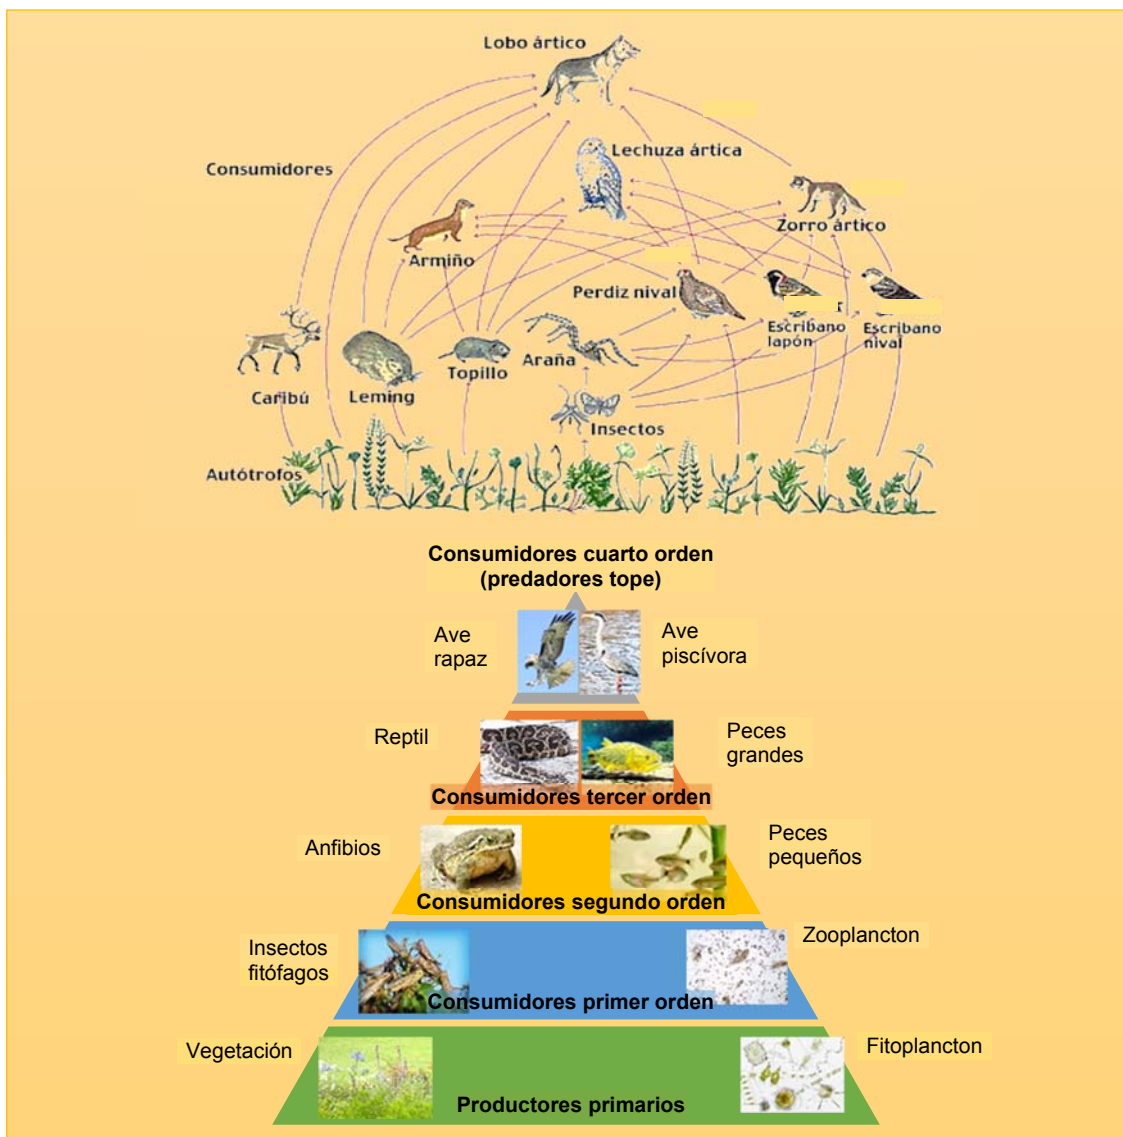 Lobo ártico
Lechuza ártica
Consumidores
Zorro ártico
Armiño
Perdiz nival
Escribano
lapón
Escribano
nival
Topillo
Araña
Caribú
Leming
Insectos
Autótrofos
Consumidores cuarto orden
(predadores tope)
Ave
rapaz
Ave
piscívora
Reptil
Peces
grandes
Consumidores tercer orden
Anfibios
Peces
pequeños
Consumidores segundo orden
Insectos
fitófagos
Zooplancton
Consumidores primer orden
Vegetación
Fitoplancton
Productores primarios